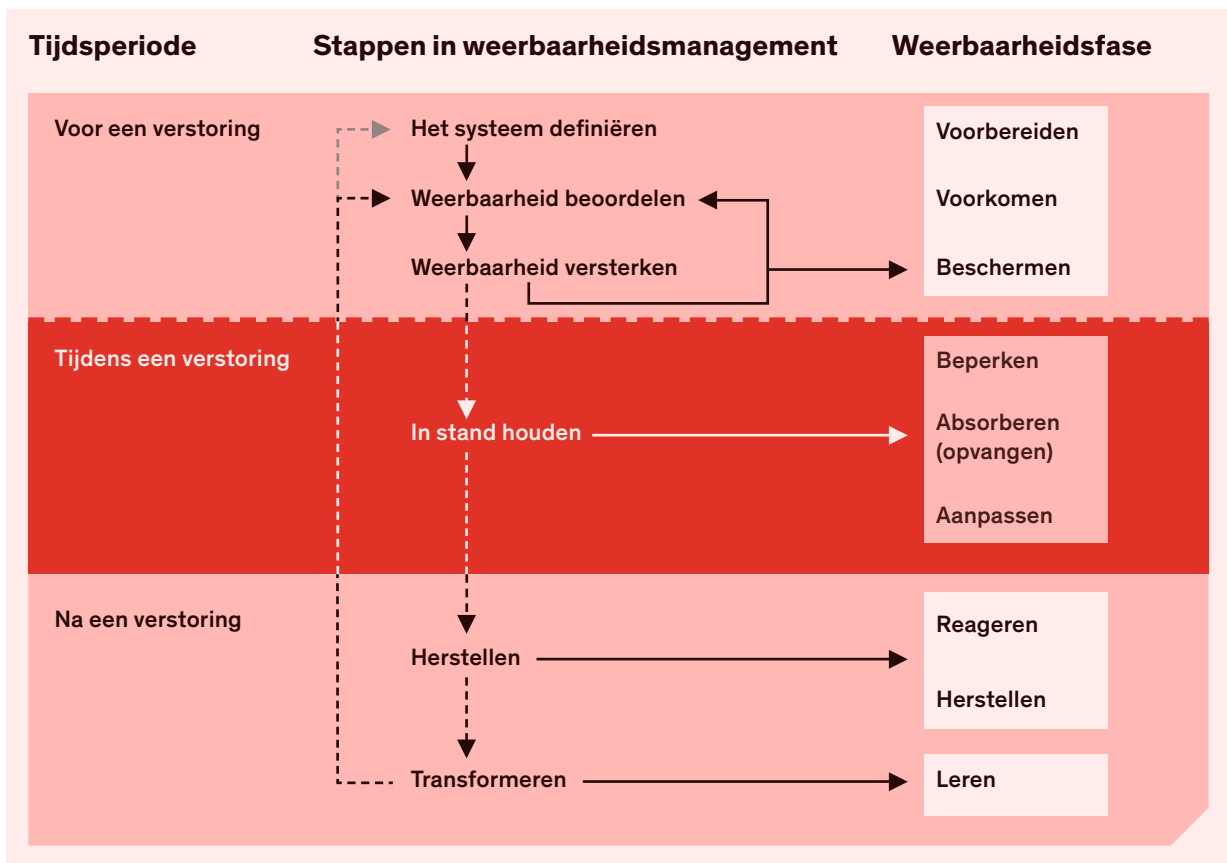 Tijdsperiode
Stappen in weerbaarheidsmanagement
Weerbaarheidsfase
Voor een verstoring
Het systeem definiëren
Weerbaarheid beoordelen
Weerbaarheid versterken
Voorbereiden
Voorkomen
Beschermen
Tijdens een verstoring
In stand houden
Beperken
Absorberen
(opvangen)
Aanpassen
Na een verstoring
Herstellen
Transformeren
Reageren
Herstellen
Leren